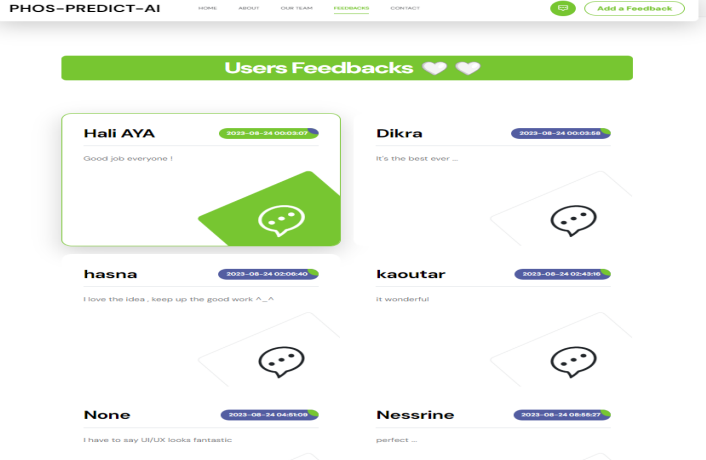 PHOS-PREDICT-AI HOME ABOUT OUR TEAM FEEDBACKS CONTACT Add a Feedback
Users Feedbacks
Hali AYA 2023-08-24 00:03:07
Good job everyone !
Dikra 2023-08-24 00:03:58
It's the best ever ...
hasna 2023-08-24 02:06:40
I love the idea , keep up the good work ^_^
kaoutar 2023-08-24 02:43:16
it wonderful
None 2023-08-24 04:51:09
I have to say UI/UX looks fantastic
Nessrine 2023-08-24 08:55:27
perfect ...